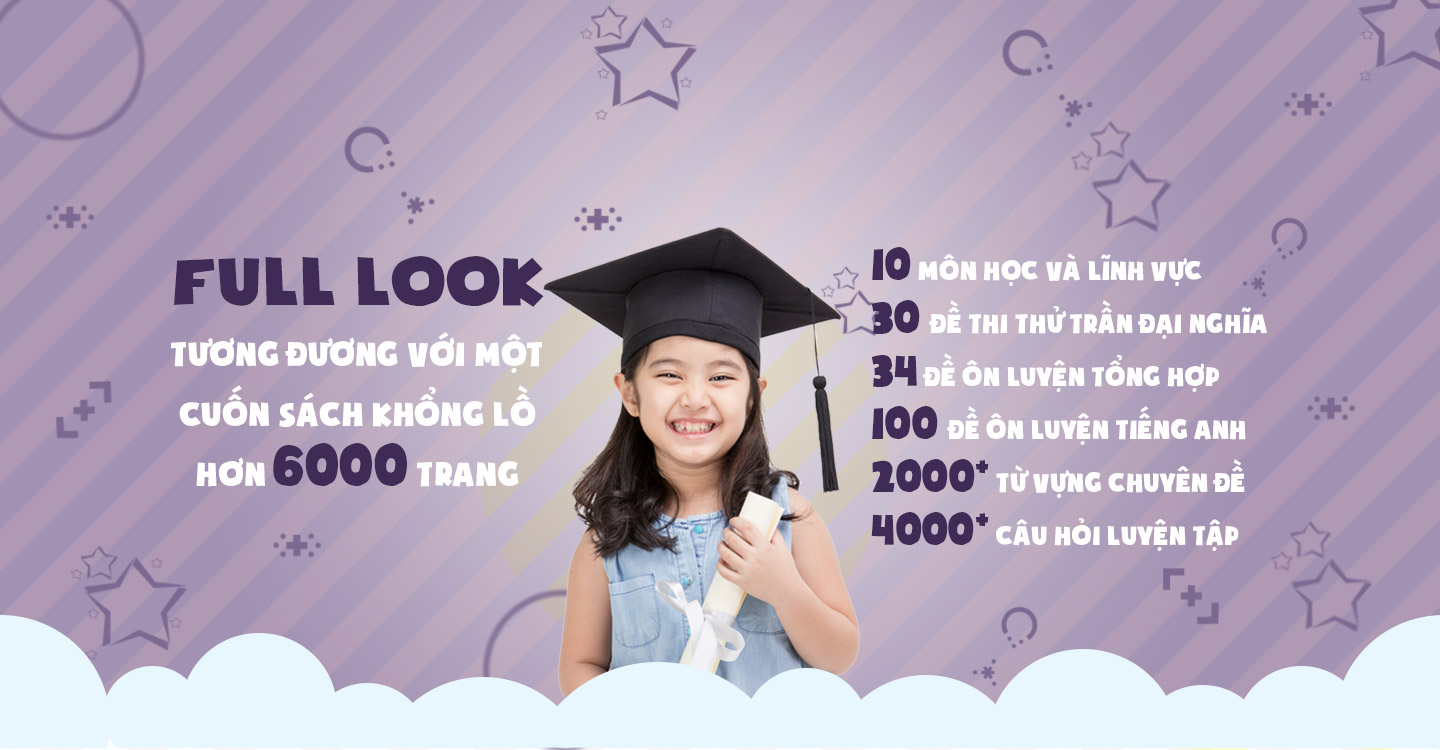 FULL LOOK
TƯƠNG ĐƯƠNG VỚI MỘT
CUỐN SÁCH KHỔNG LỒ
HƠN 6000 TRANG
10 MÔN HỌC VÀ LĨNH VỰC
30 ĐỀ THI THỬ TRẦN ĐẠI NGHĨA
34 ĐỀ ÔN LUYỆN TỔNG HỢP
100 ĐỀ ÔN LUYỆN TIẾNG ANH
2000+ TỪ VỰNG CHUYÊN ĐỀ
4000+ CÂU HỎI LUYỆN TẬP